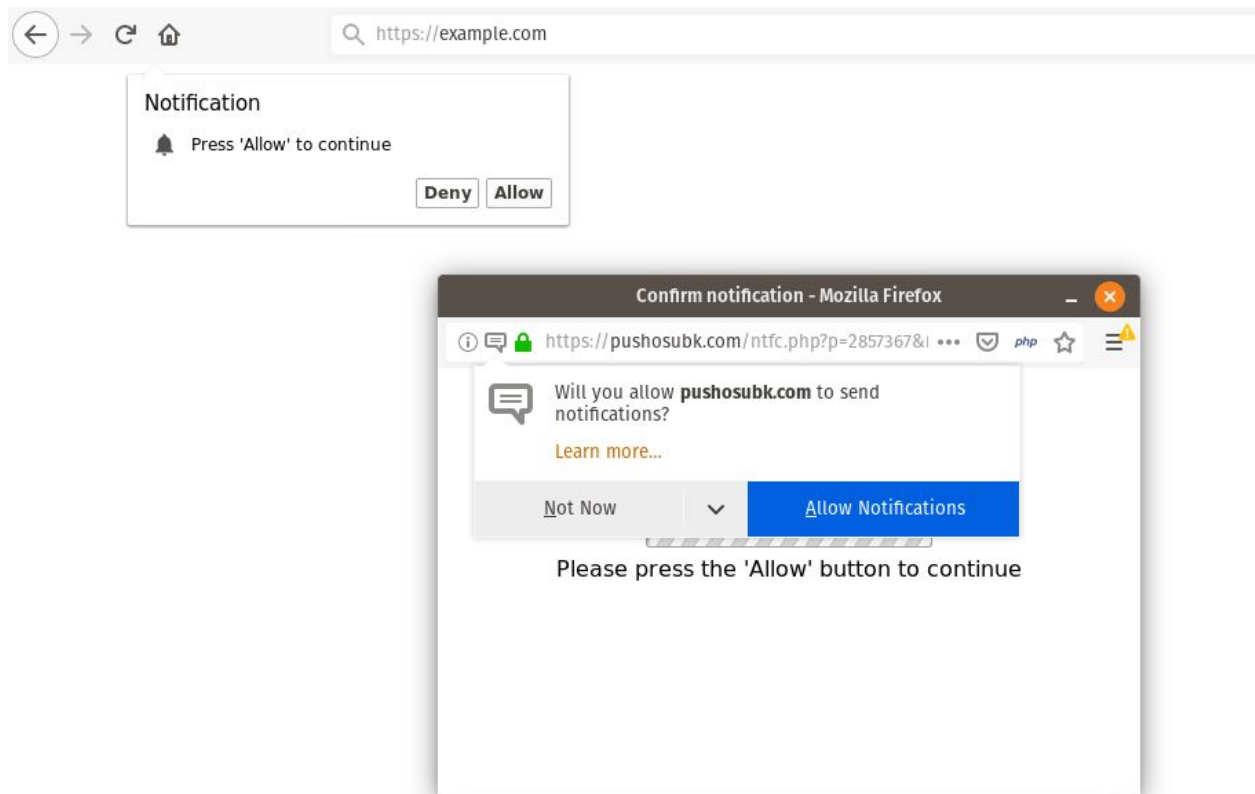 https://example.com
Notification
Press 'Allow' to continue
Deny Allow
Confirm notification - Mozilla Firefox
https://pushosubk.com/ntfc.php?p=2857367& php
Will you allow pushosubk.com to send
notifications?
Learn more...
Not Now Allow Notifications
Please press the 'Allow' button to continue